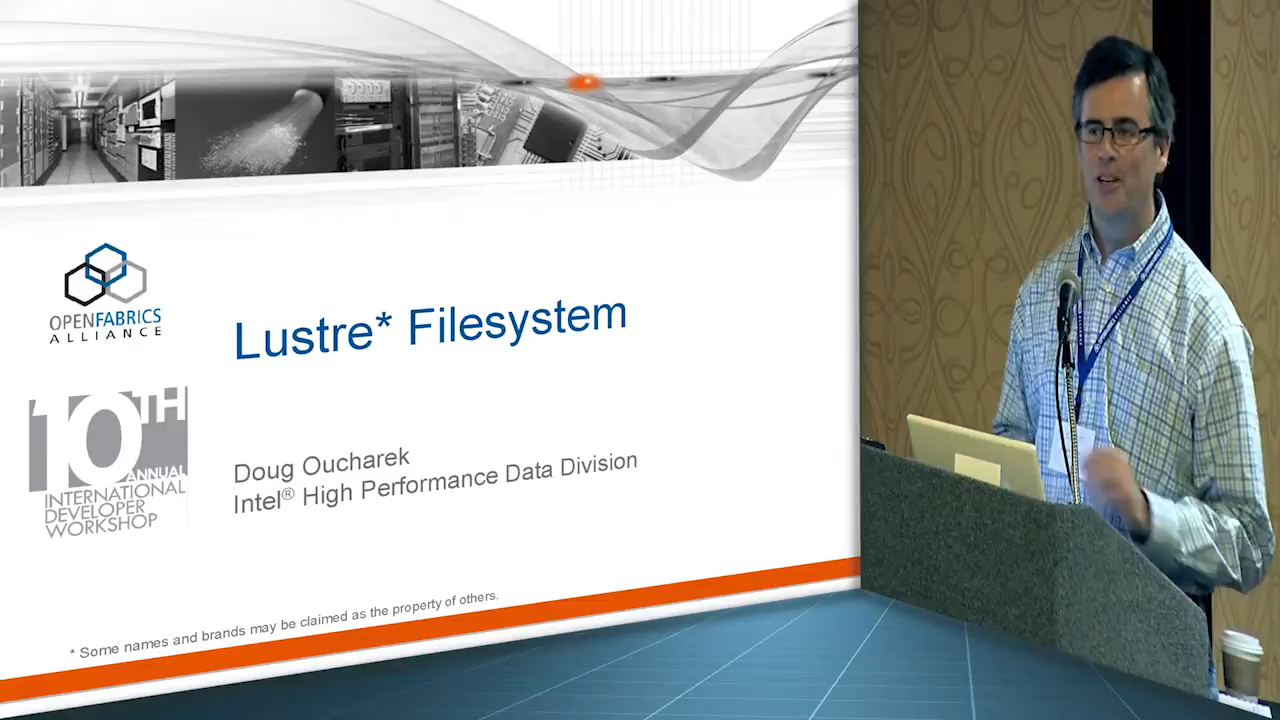 OPENFABRICS
ALLIANCE
Lustre* Filesystem
10TH
ANNUAL
INTERNATIONAL
DEVELOPER
WORKSHOP
Doug Oucharek
Intel® High Performance Data Division
* Some names and brands may be claimed as the property of others.